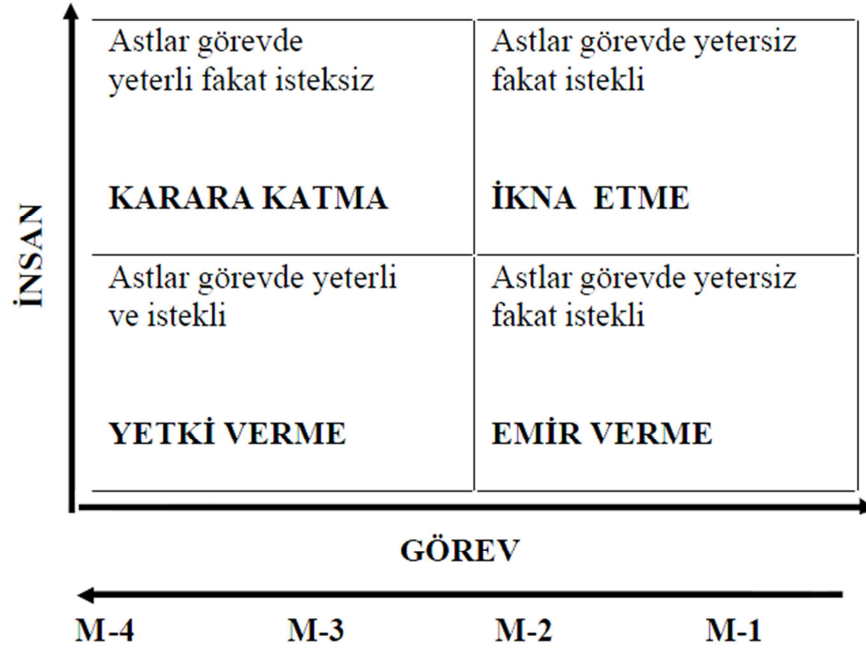 Astlar görevde
yeterli fakat isteksiz
KARARA KATMA
Astlar görevde yetersiz
fakat istekli
İKNA ETME
Astlar görevde yeterli
ve istekli
YETKİ VERME
Astlar görevde yetersiz
fakat istekli
EMİR VERME
İNSAN
GÖREV
M-4 M-3 M-2 M-1